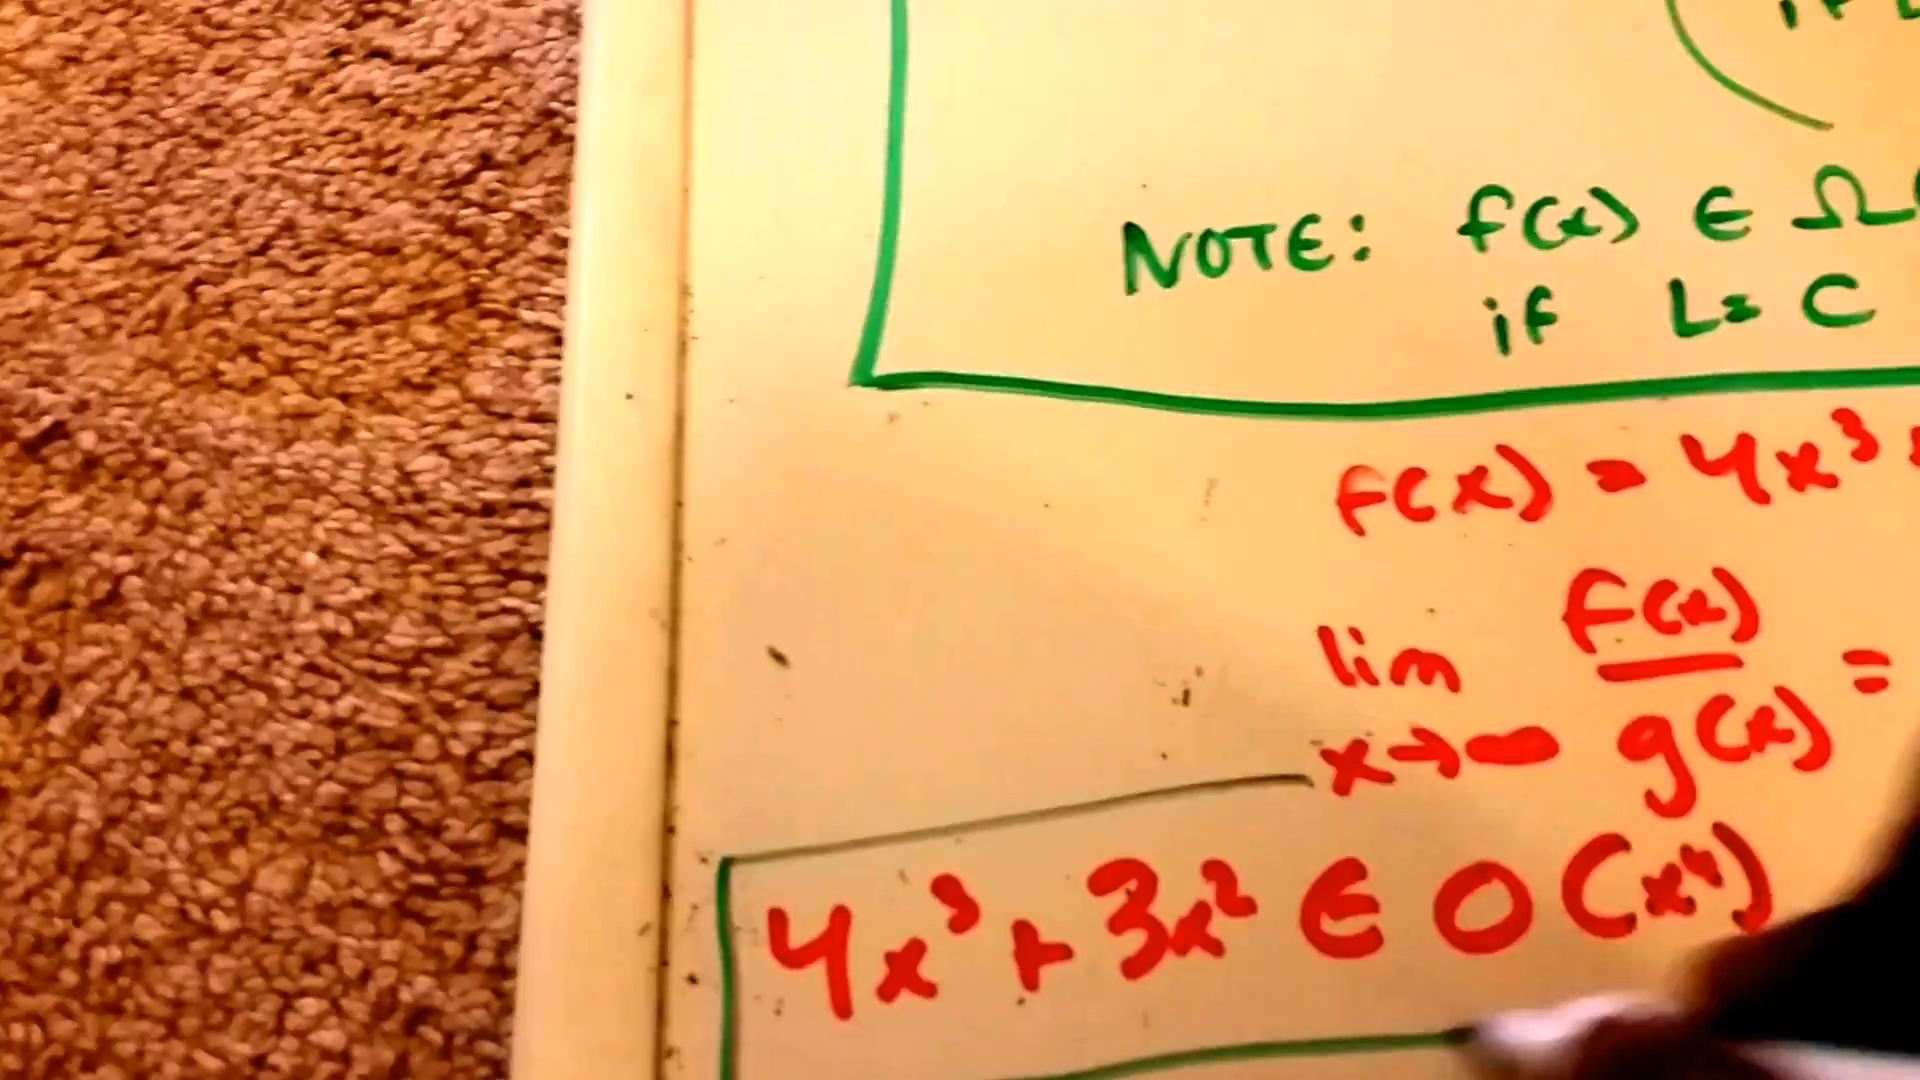 NOTE: f(x) ∈ Ω(
if L = C
f(x) = 4x³
lim f(x)/g(x) =
x→∞
4x³ + 3x² ∈ O(x⁴)